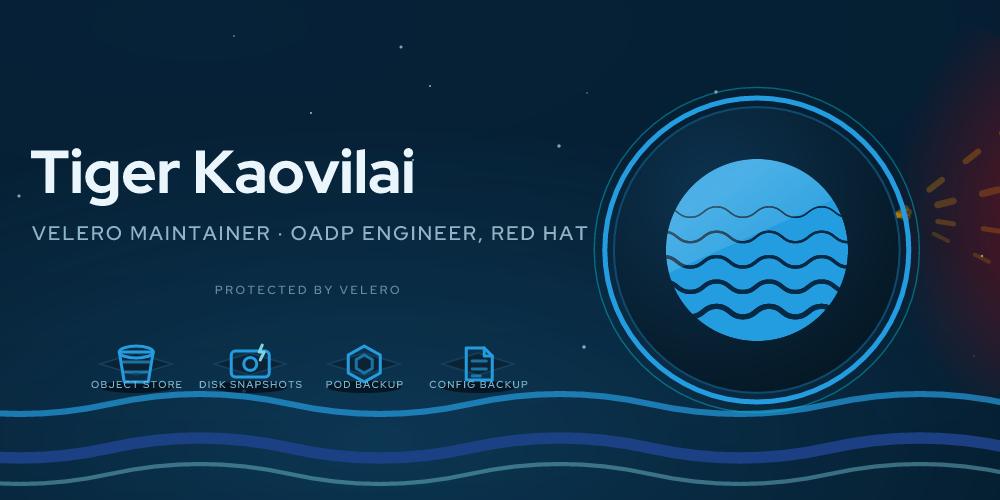 Tiger Kaovilai
VELERO MAINTAINER · OADP ENGINEER, RED HAT
PROTECTED BY VELERO
OBJECT STORE
DISK SNAPSHOTS
POD BACKUP
CONFIG BACKUP